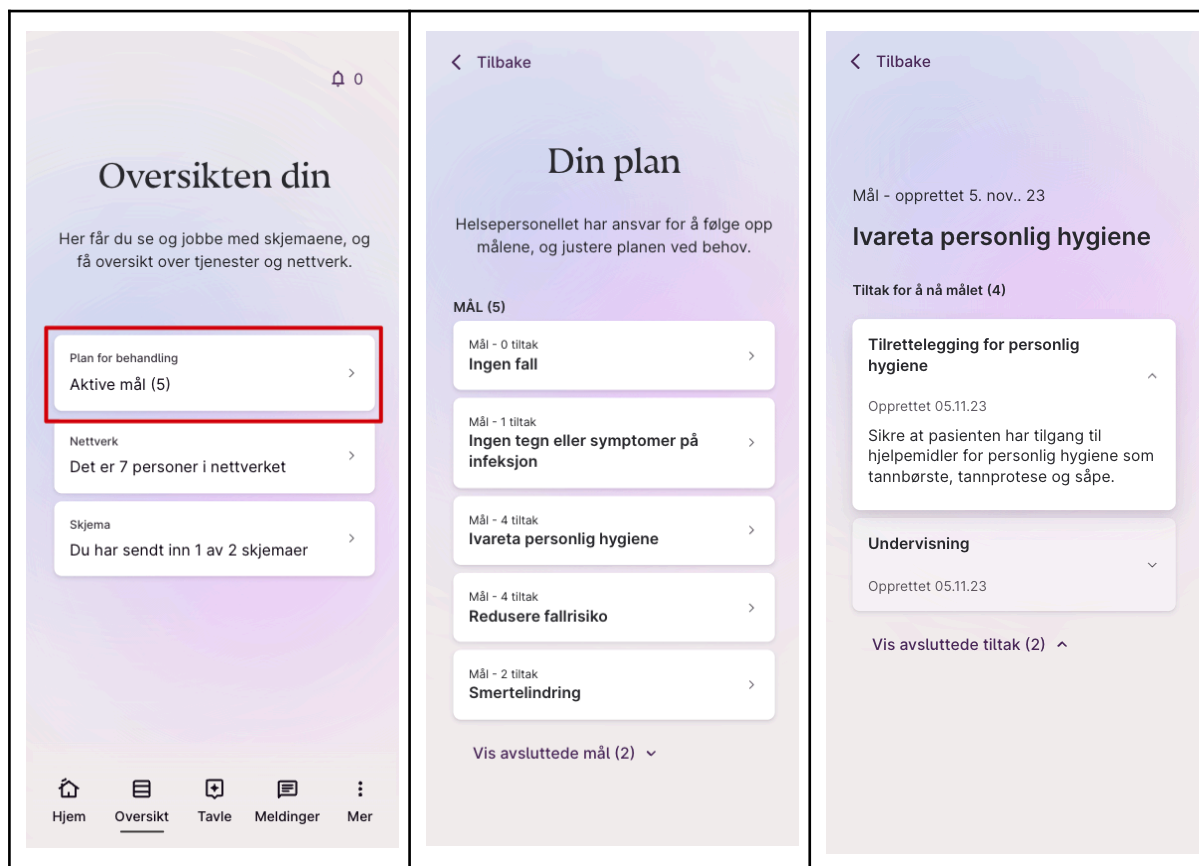 0
Oversikten din
Her får du se og jobbe med skjemaene, og
få oversikt over tjenester og nettverk.
Plan for behandling
Aktive mål (5)
Nettverk
Det er 7 personer i nettverket
Skjema
Du har sendt inn 1 av 2 skjemaer
Hjem
Oversikt
Tavle
Meldinger
Mer
Tilbake
Din plan
Helsepersonellet har ansvar for å følge opp
målene, og justere planen ved behov.
MÅL (5)
Mål - 0 tiltak
Ingen fall
Mål - 1 tiltak
Ingen tegn eller symptomer på
infeksjon
Mål - 4 tiltak
Ivareta personlig hygiene
Mål - 4 tiltak
Redusere fallrisiko
Mål - 2 tiltak
Smertelindring
Vis avsluttede mål (2)
Tilbake
Mål - opprettet 5. nov.. 23
Ivareta personlig hygiene
Tiltak for å nå målet (4)
Tilrettelegging for personlig
hygiene
Opprettet 05.11.23
Sikre at pasienten har tilgang til
hjelpemidler for personlig hygiene som
tannbørste, tannprotese og såpe.
Undervisning
Opprettet 05.11.23
Vis avsluttede tiltak (2)